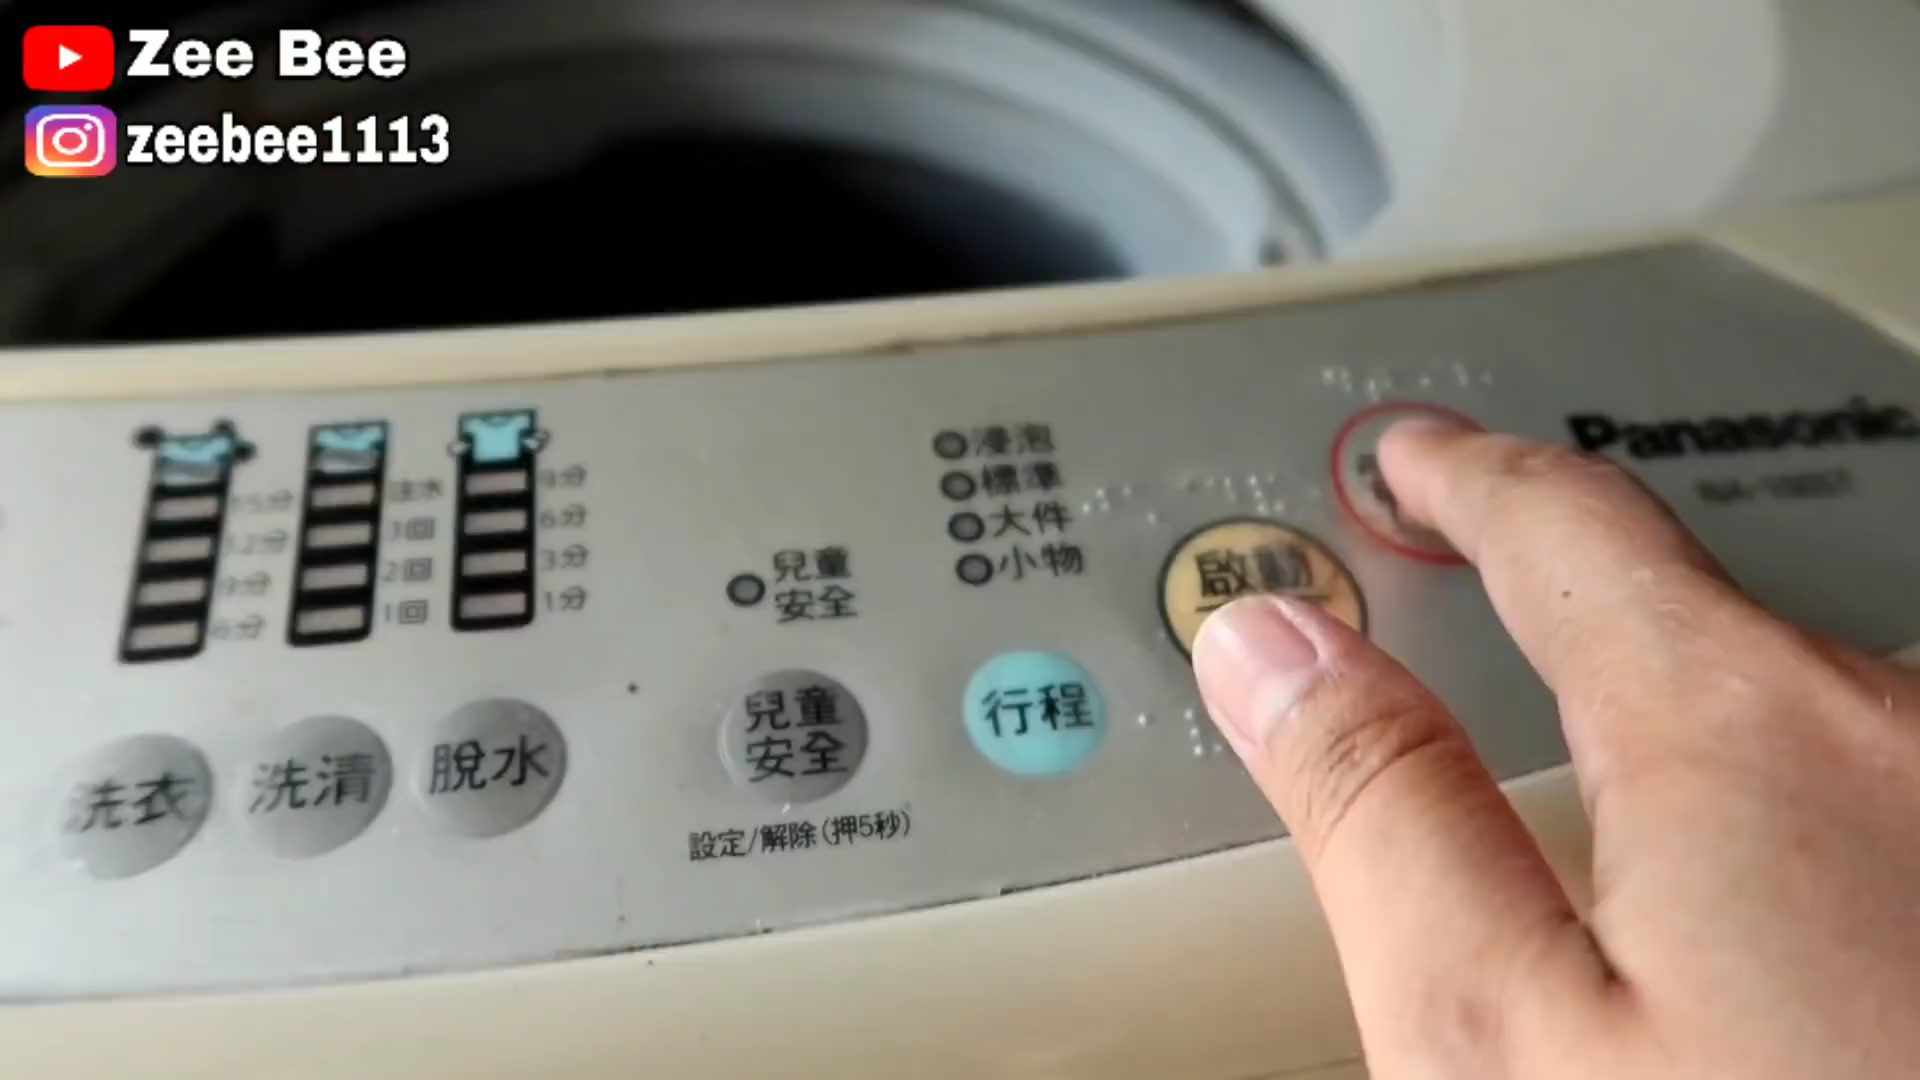 Zee Bee
zeebee1113
Panasonic
浸泡
標準
大件
小物
兒童
安全
15分
12分
9分
6分
注水
3回
2回
1回
9分
6分
3分
1分
啟動
洗衣
洗清
脫水
兒童
安全
行程
設定/解除(押5秒)